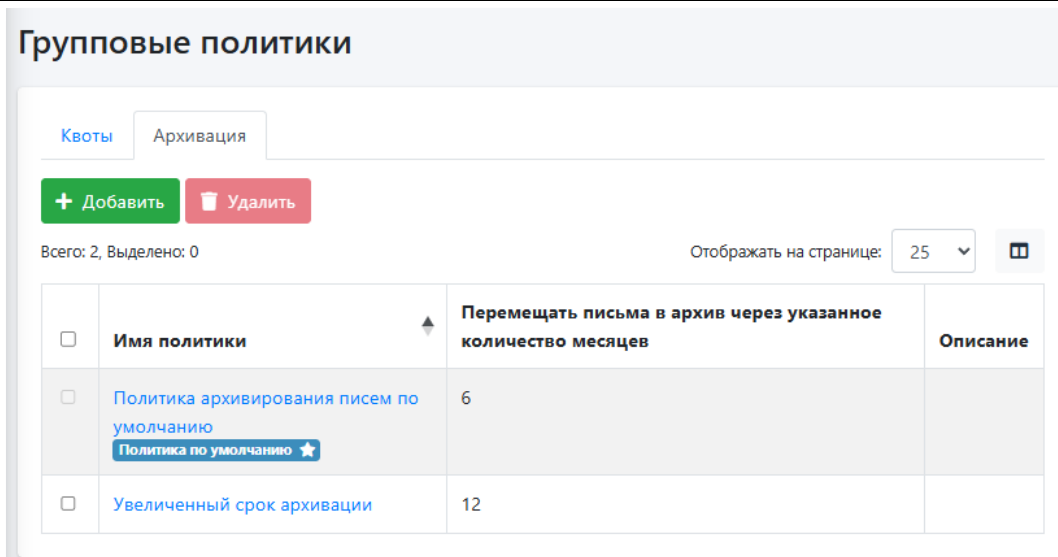 Групповые политики
Квоты Архивация
Добавить Удалить
Всего: 2, Выделено: 0 Отображать на странице: 25
Имя политики Перемещать письма в архив через указанное количество месяцев Описание
Политика архивирования писем по умолчанию 6
Политика по умолчанию
Увеличенный срок архивации 12